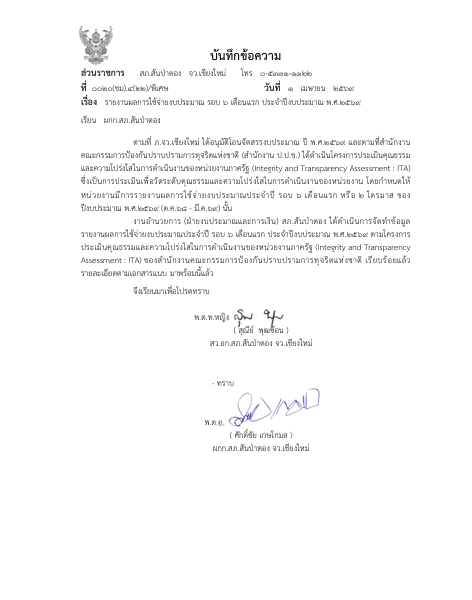 บันทึกข้อความ
ส่วนราชการ สภ.สันป่าตอง จว.เชียงใหม่ โทร ๐-๕๓๓๑-๑๑๒๒
ที่ ๐๐๒๐(ชม).๔(๒๒)/พิเศษ วันที่ ๑ เมษายน ๒๕๖๙
เรื่อง รายงานผลการใช้จ่ายงบประมาณ รอบ ๖ เดือนแรก ประจำปีงบประมาณ พ.ศ.๒๕๖๙
เรียน ผกก.สภ.สันป่าตอง
ตามที่ ภ.จว.เชียงใหม่ ได้อนุมัติโอนจัดสรรงบประมาณ ปี พ.ศ.๒๕๖๙ และตามที่สำนักงาน
คณะกรรมการป้องกันปราบปรามการทุจริตแห่งชาติ (สำนักงาน ป.ป.ช.) ได้ดำเนินโครงการประเมินคุณธรรม
และความโปร่งใสในการดำเนินงานของหน่วยงานภาครัฐ (Integrity and Transparency Assessment : ITA)
ซึ่งเป็นการประเมินเพื่อวัดระดับคุณธรรมและความโปร่งใสในการดำเนินงานของหน่วยงาน โดยกำหนดให้
หน่วยงานมีการรายงานผลการใช้จ่ายงบประมาณประจำปี รอบ ๖ เดือนแรก หรือ ๒ ไตรมาส ของ
ปีงบประมาณ พ.ศ.๒๕๖๙ (ต.ค.๖๘ - มี.ค.๖๙) นั้น
งานอำนวยการ (ฝ่ายงบประมาณและการเงิน) สภ.สันป่าตอง ได้ดำเนินการจัดทำข้อมูล
รายงานผลการใช้จ่ายงบประมาณประจำปี รอบ ๖ เดือนแรก ประจำปีงบประมาณ พ.ศ.๒๕๖๙ ตามโครงการ
ประเมินคุณธรรมและความโปร่งใสในการดำเนินงานของหน่วยงานภาครัฐ (Integrity and Transparency
Assessment : ITA) ของสำนักงานคณะกรรมการป้องกันปราบปรามการทุจริตแห่งชาติ เรียบร้อยแล้ว
รายละเอียดตามเอกสารแนบ มาพร้อมนี้แล้ว
จึงเรียนมาเพื่อโปรดทราบ
พ.ต.ท.หญิง
( สุณีย์ พุฒซ้อน )
สว.อก.สภ.สันป่าตอง จว.เชียงใหม่
- ทราบ
พ.ต.อ.
( ศักดิ์ชัย เกษโกมล )
ผกก.สภ.สันป่าตอง จว.เชียงใหม่